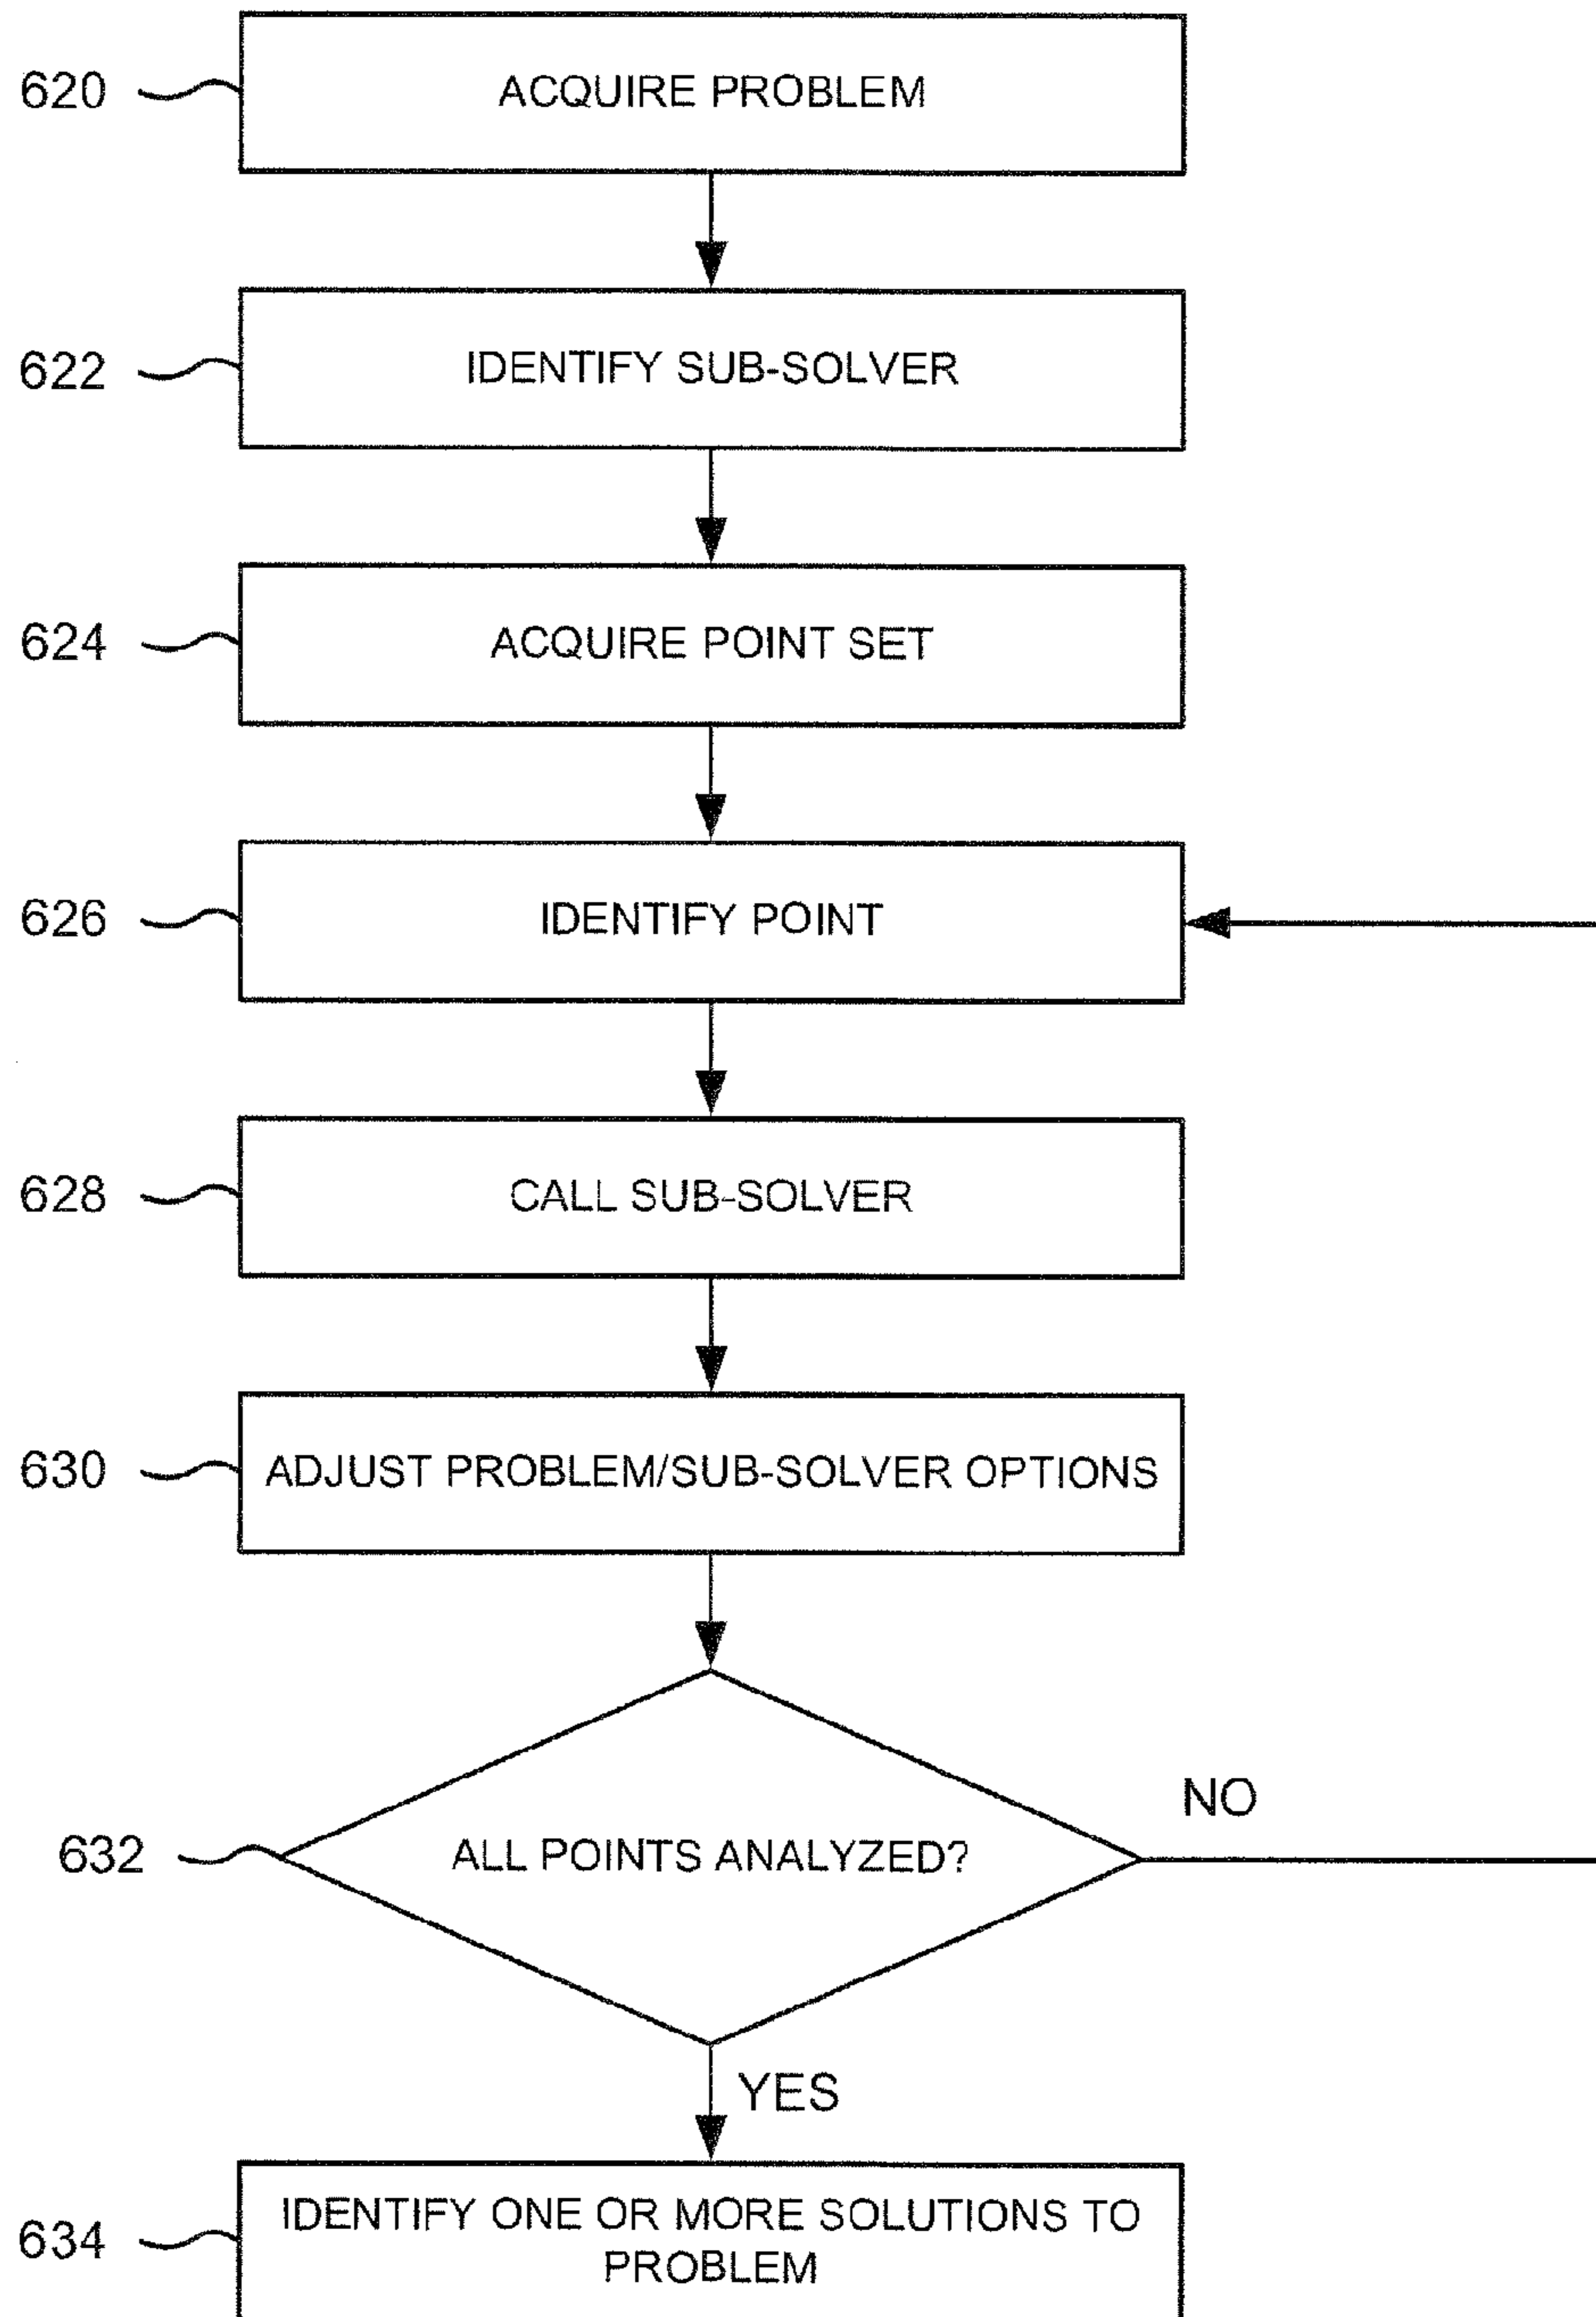 620
ACQUIRE PROBLEM
622
IDENTIFY SUB-SOLVER
624
ACQUIRE POINT SET
626
IDENTIFY POINT
628
CALL SUB-SOLVER
630
ADJUST PROBLEM/SUB-SOLVER OPTIONS
632
ALL POINTS ANALYZED?
NO
YES
634
IDENTIFY ONE OR MORE SOLUTIONS TO
PROBLEM